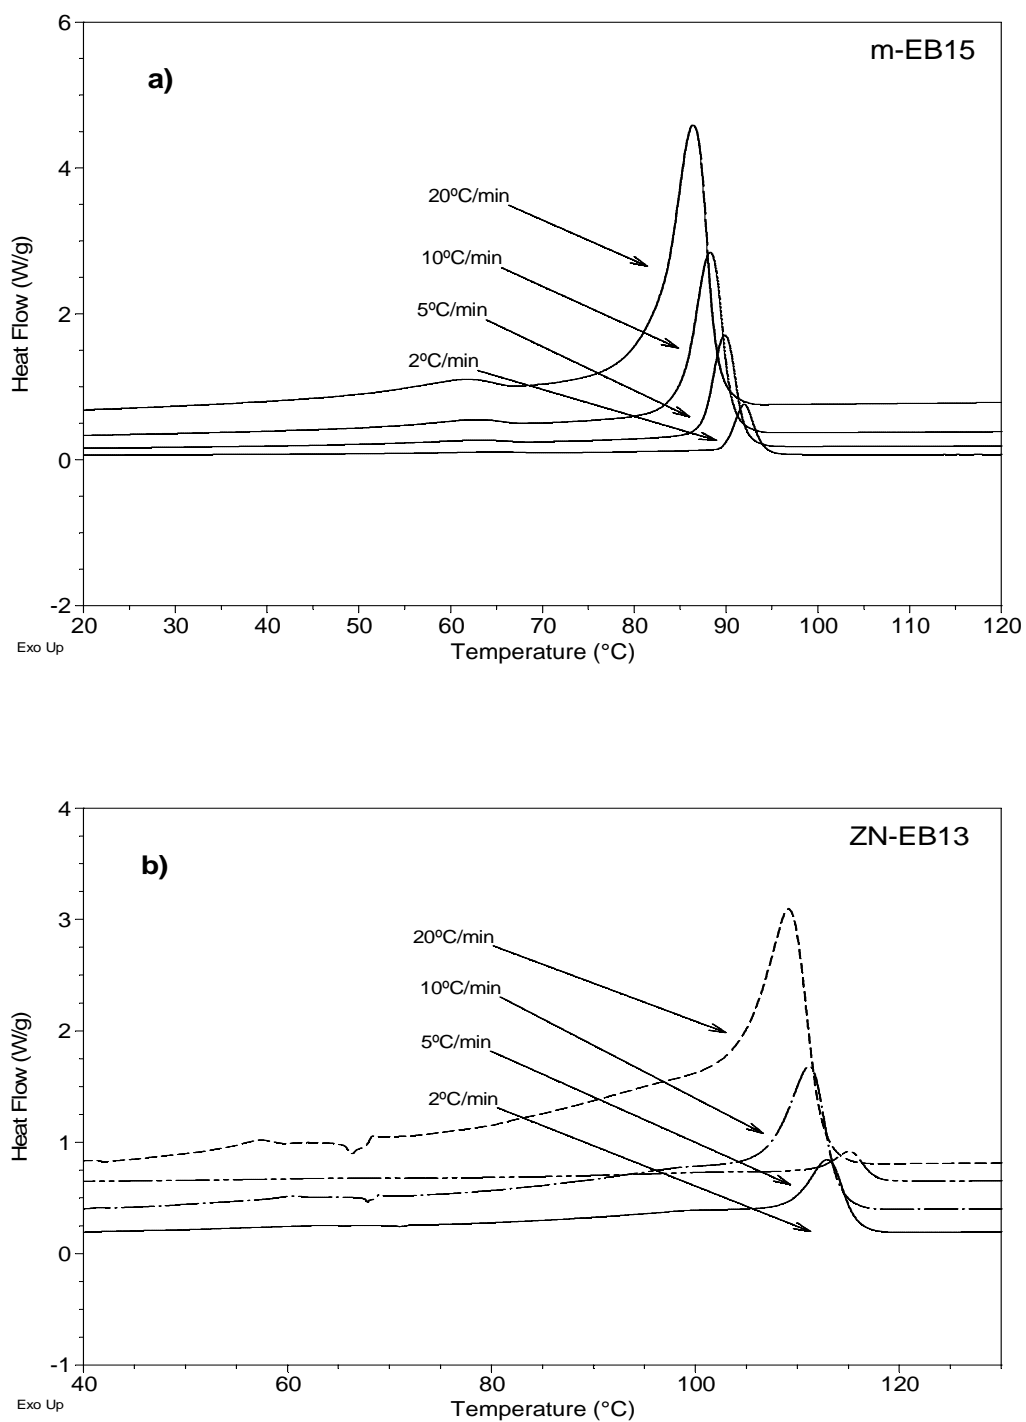 6
m-EB15
a)
20ºC/min
4
10ºC/min
5ºC/min
2
2ºC/min
0
-2
Heat Flow (W/g)
20 30 40 50 60 70 80 90 100 110 120
Exo Up
Temperature (°C)
4
ZN-EB13
b)
3
20ºC/min
10ºC/min
2
5ºC/min
2ºC/min
1
0
-1
Heat Flow (W/g)
40 60 80 100 120
Exo Up
Temperature (°C)